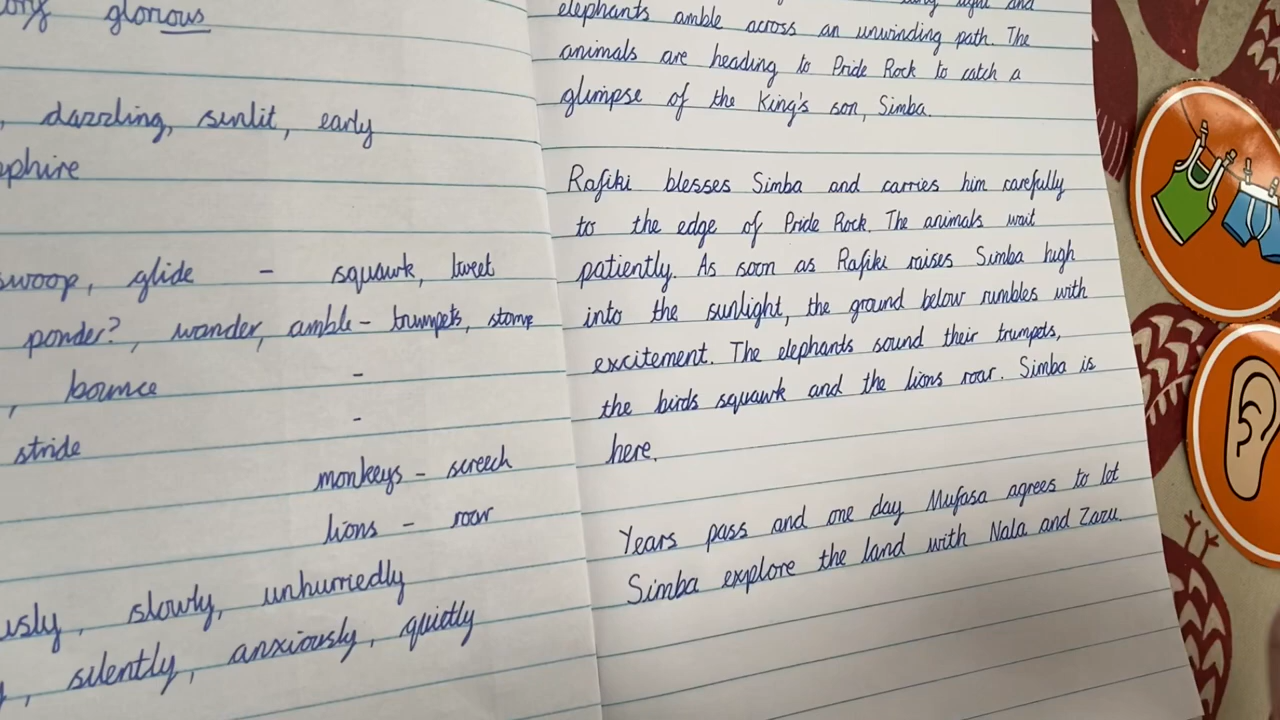 glorious
dazzling, sunlit, early
swoop, glide - squawk, tweet
ponder?, wander, amble - trumpets, stomp
, bounce -
-
stride
monkeys - screech
lions - roar
slowly, unhurriedly
, silently, anxiously, quietly
elephants amble across an unwinding path. The
animals are heading to Pride Rock to catch a
glimpse of the King's son, Simba.
Rafiki blesses Simba and carries him carefully
to the edge of Pride Rock. The animals wait
patiently. As soon as Rafiki raises Simba high
into the sunlight, the ground below rumbles with
excitement. The elephants sound their trumpets,
the birds squawk and the lions roar. Simba is
here.
Years pass and one day Mufasa agrees to let
Simba explore the land with Nala and Zazu.